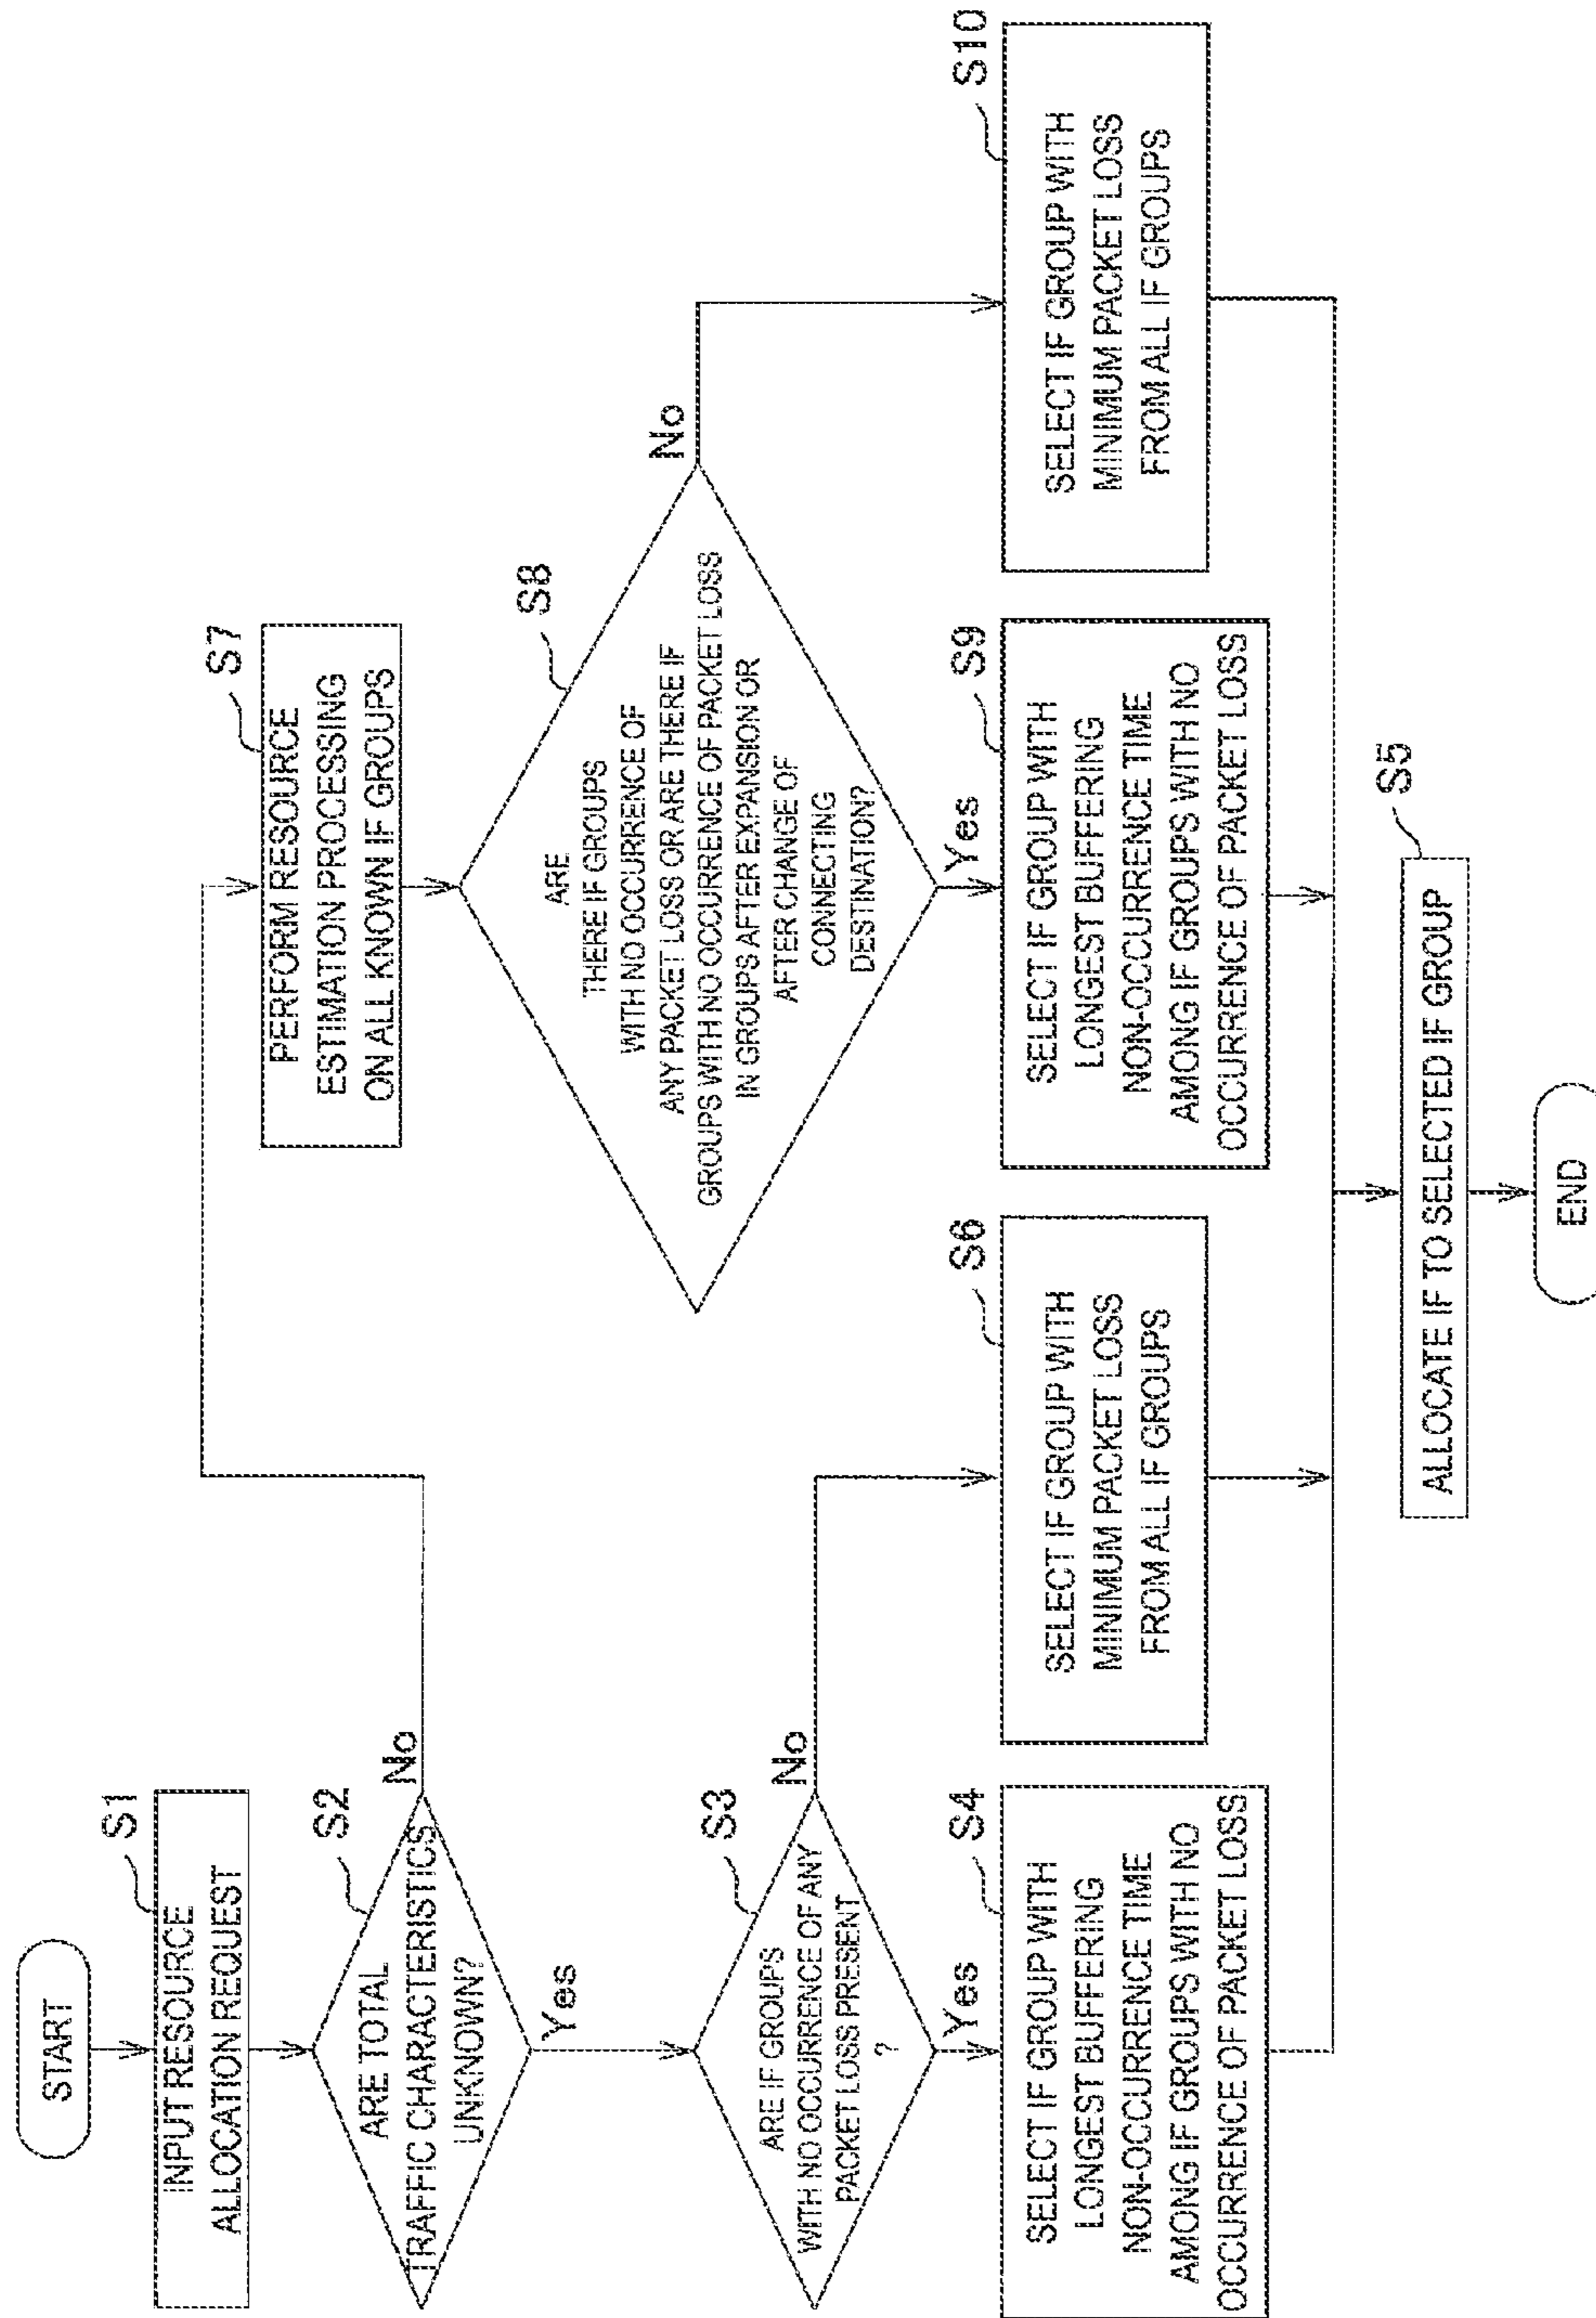 START
S1
INPUT RESOURCE
ALLOCATION REQUEST
S2
ARE TOTAL
TRAFFIC CHARACTERISTICS
UNKNOWN?
No
Yes
S3
ARE IF GROUPS
WITH NO OCCURRENCE OF ANY
PACKET LOSS PRESENT
?
No
Yes
S4
SELECT IF GROUP WITH
LONGEST BUFFERING
NON-OCCURRENCE TIME
AMONG IF GROUPS WITH NO
OCCURRENCE OF PACKET LOSS
S6
SELECT IF GROUP WITH
MINIMUM PACKET LOSS
FROM ALL IF GROUPS
S7
PERFORM RESOURCE
ESTIMATION PROCESSING
ON ALL KNOWN IF GROUPS
S8
ARE
THERE IF GROUPS
WITH NO OCCURRENCE OF
ANY PACKET LOSS OR ARE THERE IF
GROUPS WITH NO OCCURRENCE OF PACKET LOSS
IN GROUPS AFTER EXPANSION OR
AFTER CHANGE OF
CONNECTING
DESTINATION?
No
Yes
S9
SELECT IF GROUP WITH
LONGEST BUFFERING
NON-OCCURRENCE TIME
AMONG IF GROUPS WITH NO
OCCURRENCE OF PACKET LOSS
S10
SELECT IF GROUP WITH
MINIMUM PACKET LOSS
FROM ALL IF GROUPS
S5
ALLOCATE IF TO SELECTED IF GROUP
END